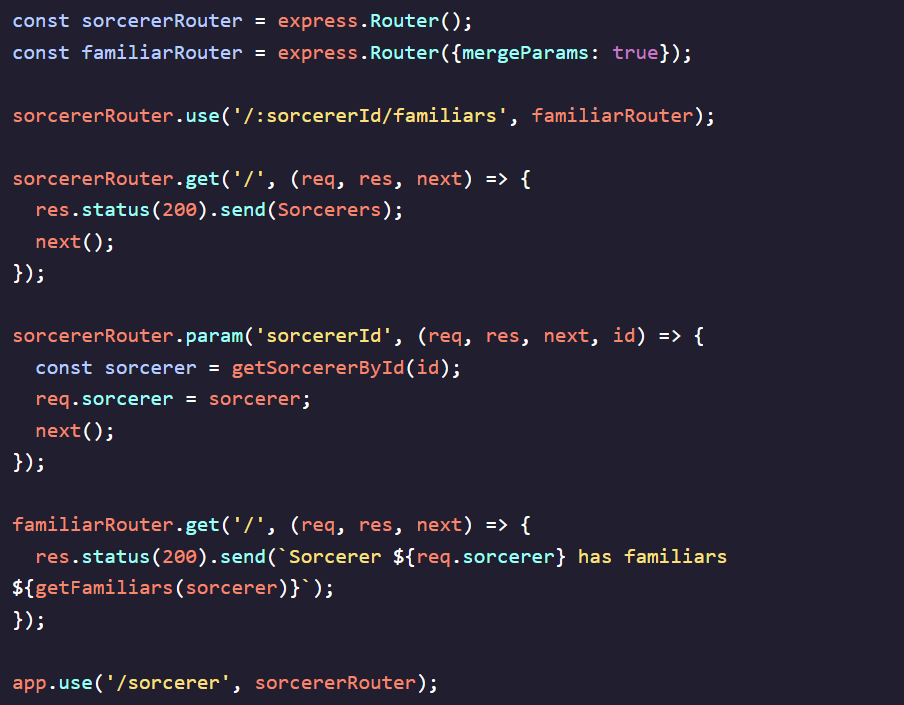 const sorcererRouter = express.Router();
const familiarRouter = express.Router({mergeParams: true});

sorcererRouter.use('/:sorcererId/familiars', familiarRouter);

sorcererRouter.get('/', (req, res, next) => {
  res.status(200).send(Sorcerers);
  next();
});

sorcererRouter.param('sorcererId', (req, res, next, id) => {
  const sorcerer = getSorcererById(id);
  req.sorcerer = sorcerer;
  next();
});

familiarRouter.get('/', (req, res, next) => {
  res.status(200).send(`Sorcerer ${req.sorcerer} has familiars
${getFamiliars(sorcerer)}`);
});

app.use('/sorcerer', sorcererRouter);